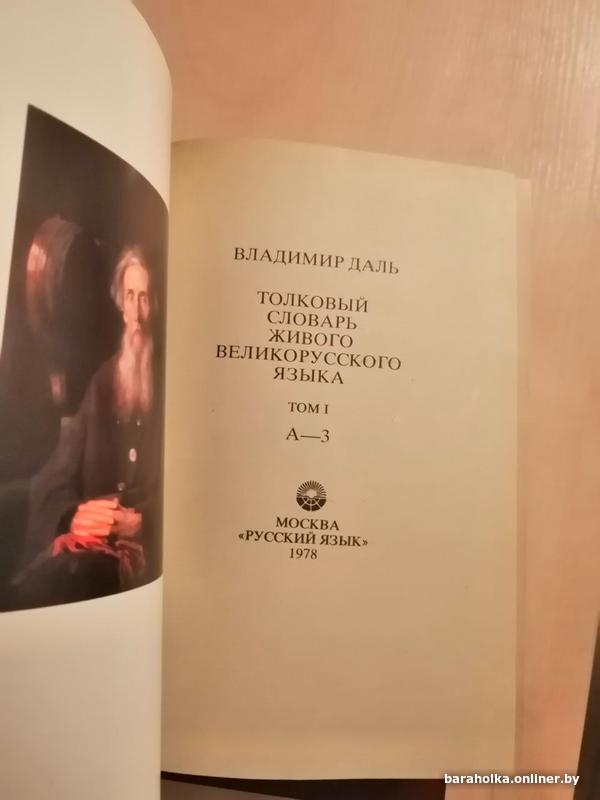 ВЛАДИМИР ДАЛЬ
ТОЛКОВЫЙ
СЛОВАРЬ
ЖИВОГО
ВЕЛИКОРУССКОГО
ЯЗЫКА
ТОМ I
А—З
МОСКВА
«РУССКИЙ ЯЗЫК»
1978
baraholka.onliner.by